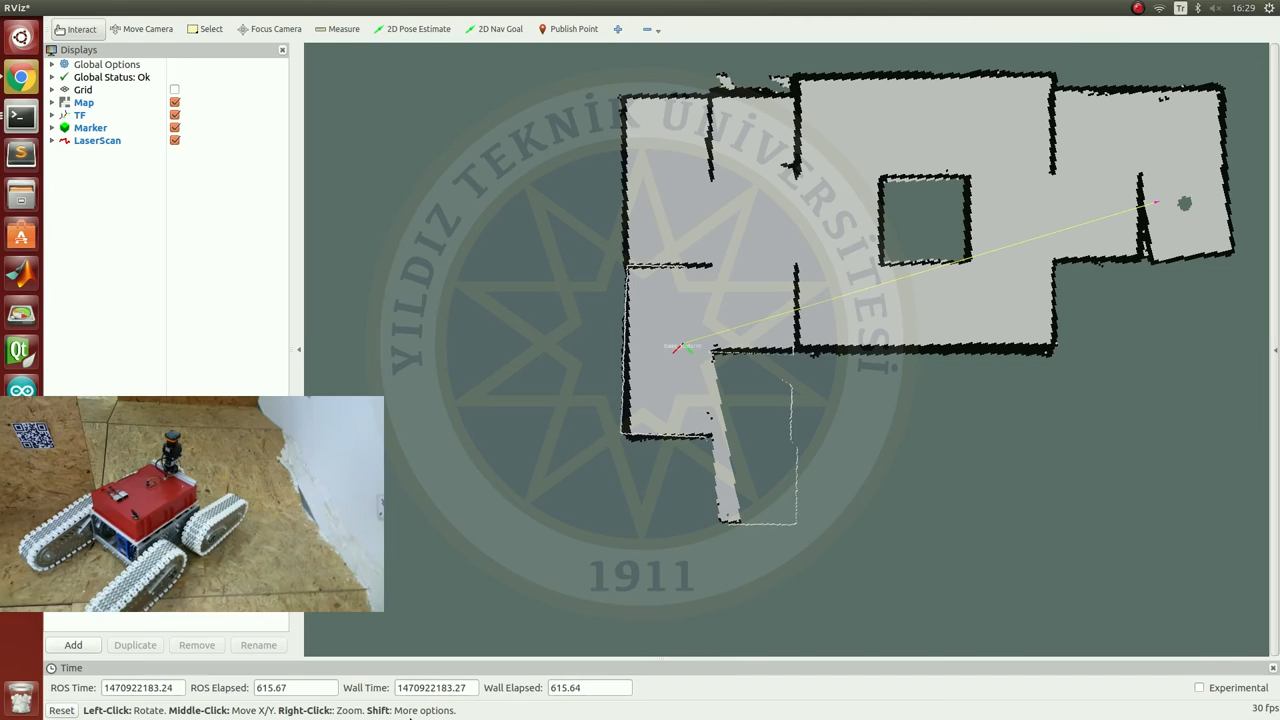 RViz*
Tr
16:29
Interact Move Camera Select Focus Camera Measure 2D Pose Estimate 2D Nav Goal Publish Point
Displays
Global Options
Global Status: Ok
Grid
Map
TF
Marker
LaserScan
YILDIZ TEKNİK ÜNİVERSİTESİ
1911
Add Duplicate Remove Rename
Time
ROS Time: 1470922183.24 ROS Elapsed: 615.67 Wall Time: 1470922183.27 Wall Elapsed: 615.64 Experimental
Reset Left-Click: Rotate. Middle-Click: Move X/Y. Right-Click:: Zoom. Shift: More options. 30 fps